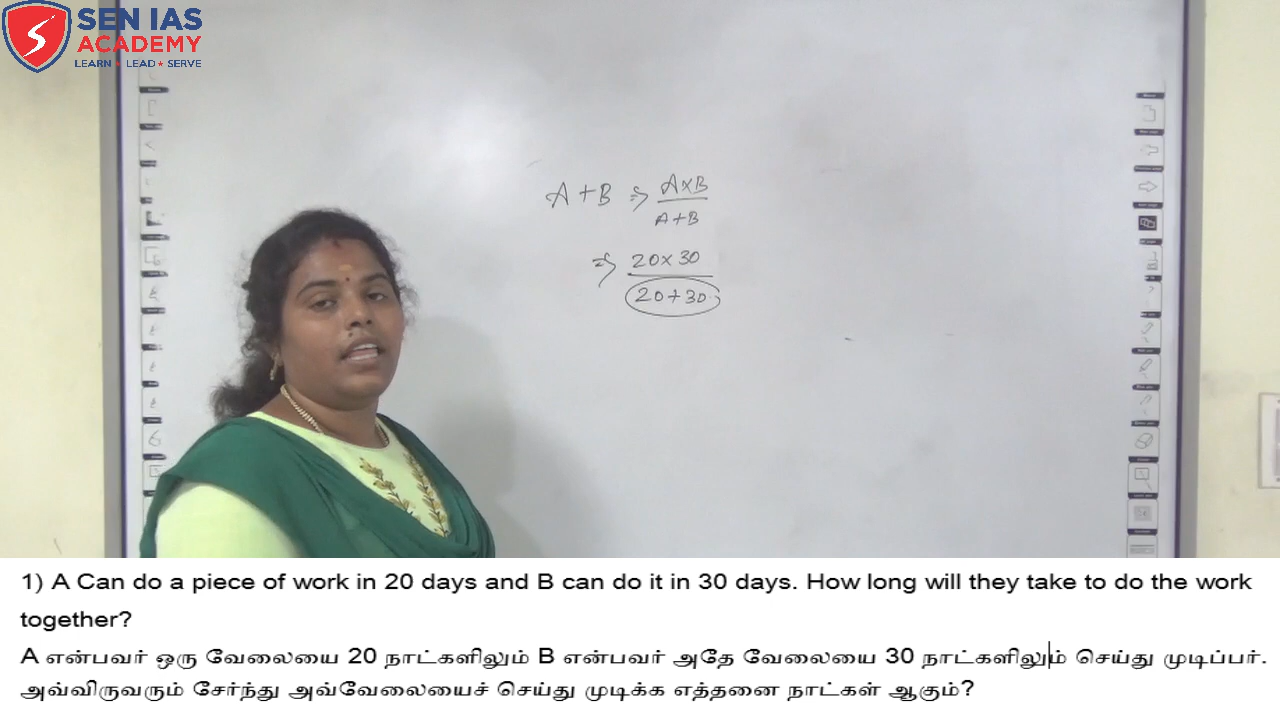 SEN IAS
ACADEMY
LEARN ★ LEAD ★ SERVE
A+B ⇒ A×B / A+B
⇒ 20×30 / 20+30
1) A Can do a piece of work in 20 days and B can do it in 30 days. How long will they take to do the work
together?
A என்பவர் ஒரு வேலையை 20 நாட்களிலும் B என்பவர் அதே வேலையை 30 நாட்களிலும் செய்து முடிப்பர்.
அவ்விருவரும் சேர்ந்து அவ்வேலையைச் செய்து முடிக்க எத்தனை நாட்கள் ஆகும்?